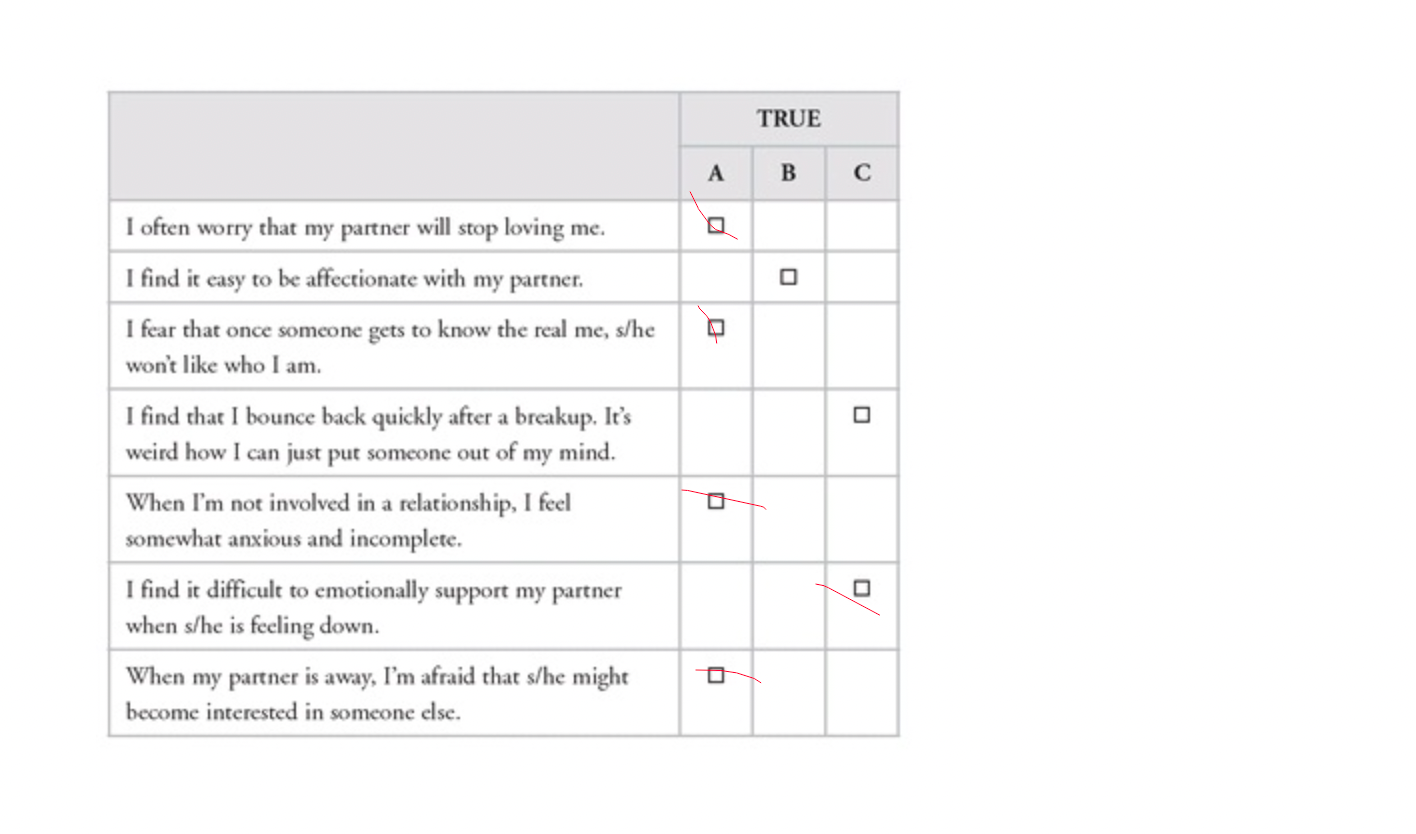 TRUE
A B C
I often worry that my partner will stop loving me.
I find it easy to be affectionate with my partner.
I fear that once someone gets to know the real me, s/he
won't like who I am.
I find that I bounce back quickly after a breakup. It's
weird how I can just put someone out of my mind.
When I'm not involved in a relationship, I feel
somewhat anxious and incomplete.
I find it difficult to emotionally support my partner
when s/he is feeling down.
When my partner is away, I'm afraid that s/he might
become interested in someone else.